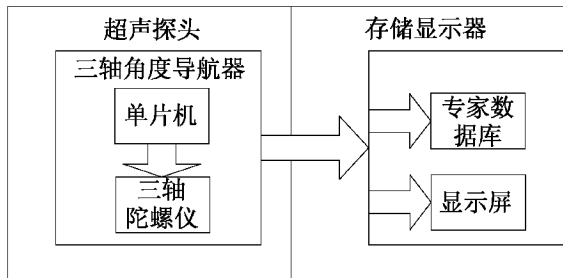 超声探头
存储显示器
三轴角度导航器
单片机
三轴
陀螺仪
专家数
据库
显示屏